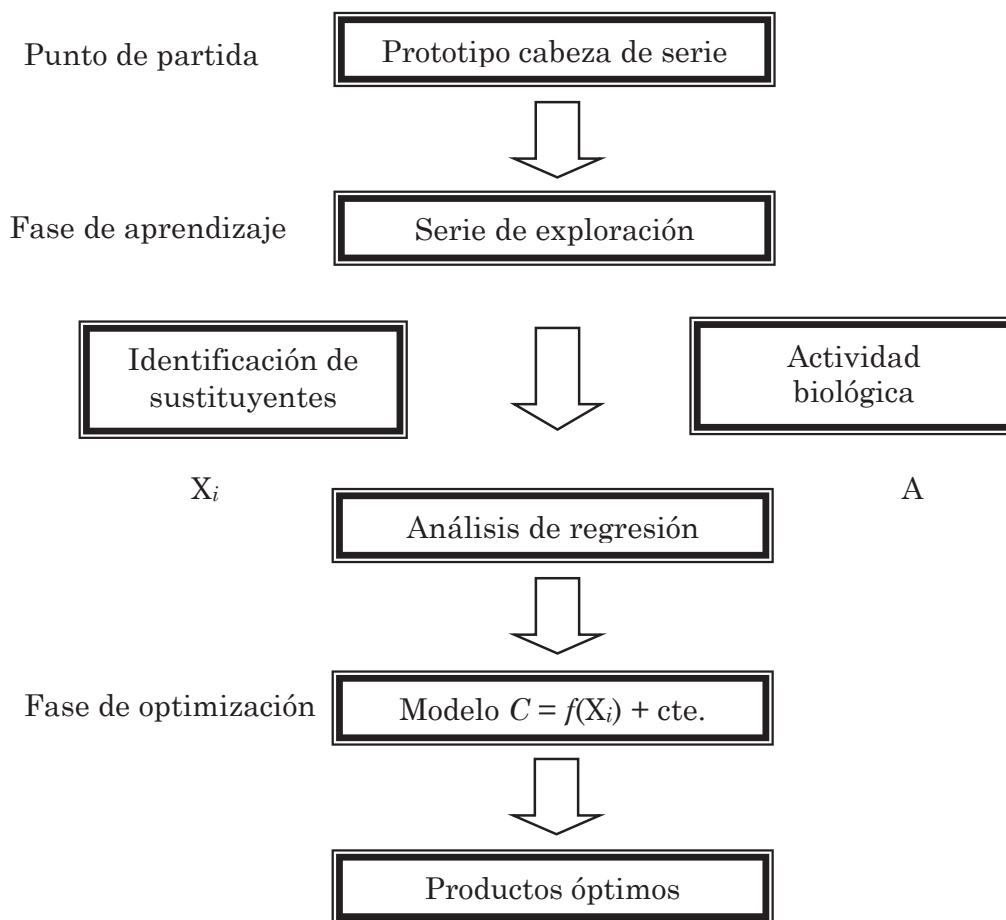 Punto de partida
Prototipo cabeza de serie
Fase de aprendizaje
Serie de exploración
Identificación de
sustituyentes
Actividad
biológica
Xi
A
Análisis de regresión
Fase de optimización
Modelo C = f(Xi) + cte.
Productos óptimos